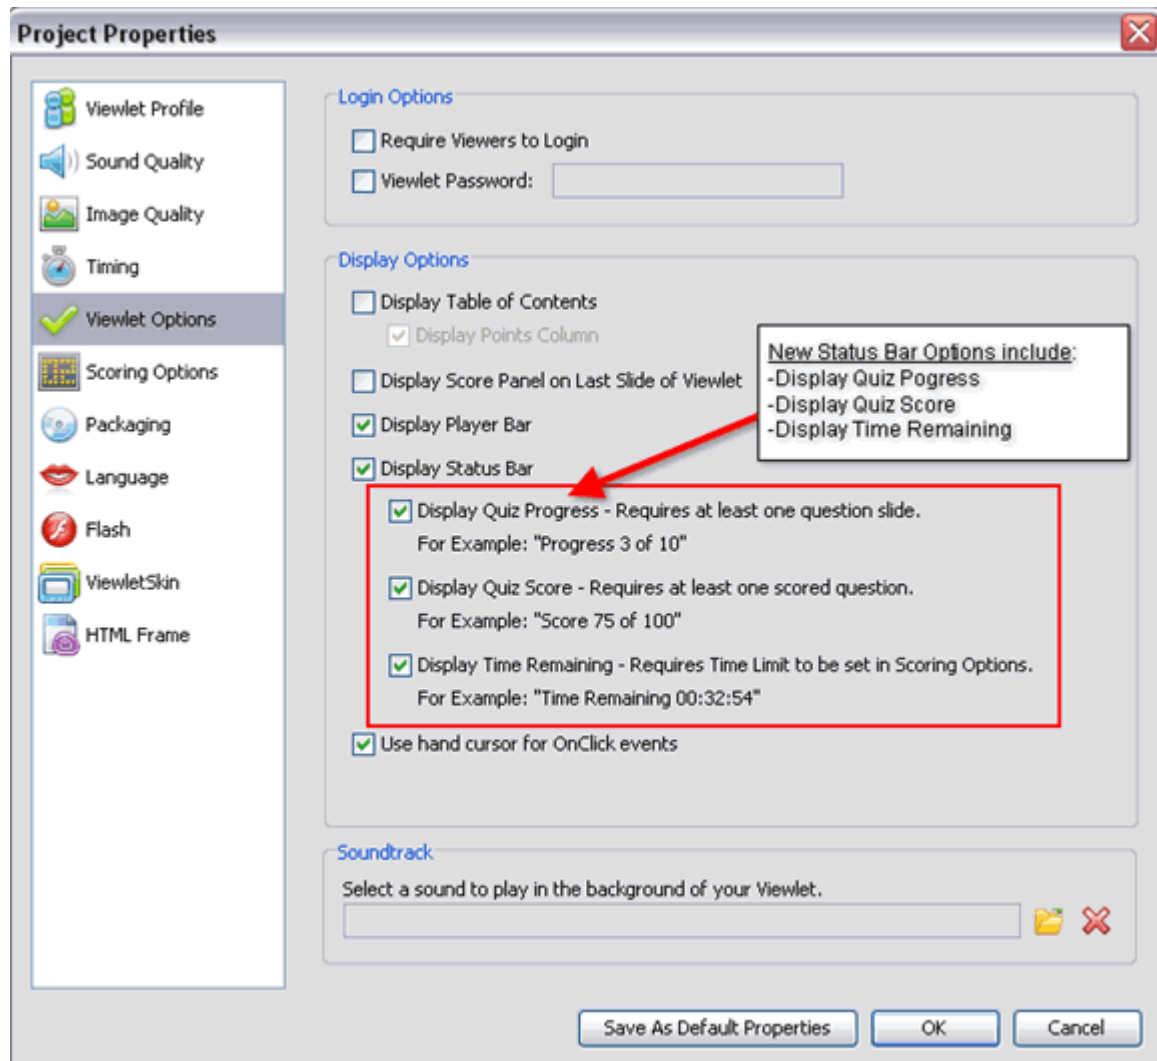 Project Properties
Viewlet Profile
Sound Quality
Image Quality
Timing
Viewlet Options
Scoring Options
Packaging
Language
Flash
ViewletSkin
HTML Frame
Login Options
Require Viewers to Login
Viewlet Password:
Display Options
Display Table of Contents
Display Points Column
Display Score Panel on Last Slide of Viewlet
Display Player Bar
Display Status Bar
New Status Bar Options include:
-Display Quiz Pogress
-Display Quiz Score
-Display Time Remaining
Display Quiz Progress - Requires at least one question slide.
For Example: "Progress 3 of 10"
Display Quiz Score - Requires at least one scored question.
For Example: "Score 75 of 100"
Display Time Remaining - Requires Time Limit to be set in Scoring Options.
For Example: "Time Remaining 00:32:54"
Use hand cursor for OnClick events
Soundtrack
Select a sound to play in the background of your Viewlet.
Save As Default Properties
OK
Cancel